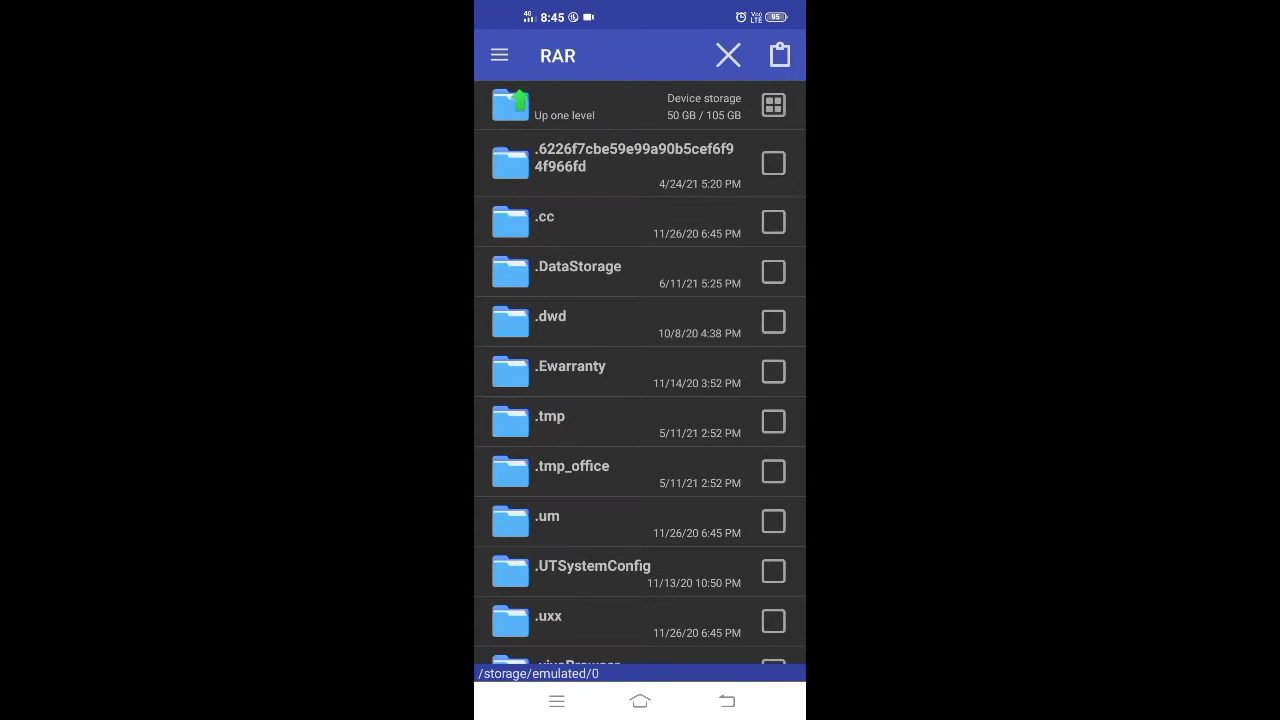 4G 8:45 95
VoD LTE
RAR
Device storage
Up one level 50 GB / 105 GB
.6226f7cbe59e99a90b5cef6f9
4f966fd
4/24/21 5:20 PM
.cc
11/26/20 6:45 PM
.DataStorage
6/11/21 5:25 PM
.dwd
10/8/20 4:38 PM
.Ewarranty
11/14/20 3:52 PM
.tmp
5/11/21 2:52 PM
.tmp_office
5/11/21 2:52 PM
.um
11/26/20 6:45 PM
.UTSystemConfig
11/13/20 10:50 PM
.uxx
11/26/20 6:45 PM
/storage/emulated/0